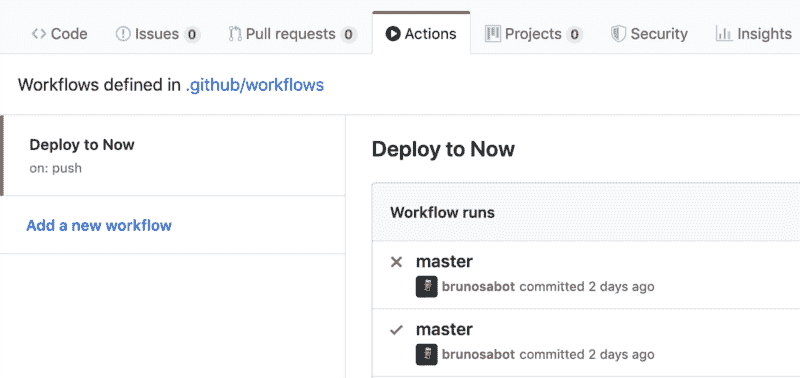 Code Issues 0 Pull requests 0 Actions Projects 0 Security Insights
Workflows defined in .github/workflows
Deploy to Now
on: push
Add a new workflow
Deploy to Now
Workflow runs
master
brunosabot committed 2 days ago
master
brunosabot committed 2 days ago